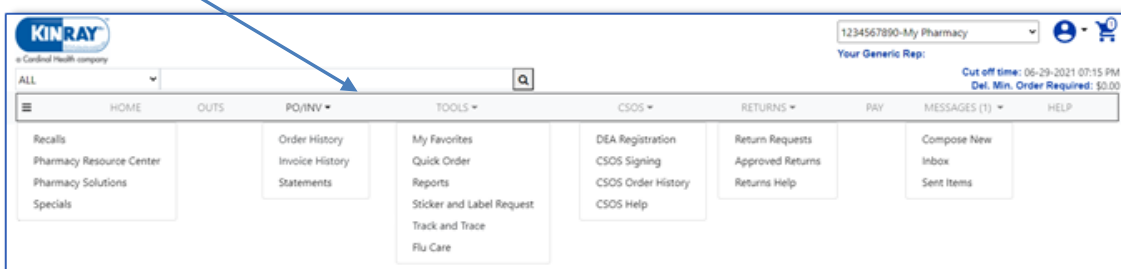 KINRAY
a Cardinal Health company
1234567890-My Pharmacy
1
Your Generic Rep:
Cut off time: 06-29-2021 07:15 PM
Del. Min. Order Required: $0.00
ALL
HOME OUTS PO/INV TOOLS CSOS RETURNS PAY MESSAGES (1) HELP
Recalls
Pharmacy Resource Center
Pharmacy Solutions
Specials
Order History
Invoice History
Statements
My Favorites
Quick Order
Reports
Sticker and Label Request
Track and Trace
Flu Care
DEA Registration
CSOS Signing
CSOS Order History
CSOS Help
Return Requests
Approved Returns
Returns Help
Compose New
Inbox
Sent Items